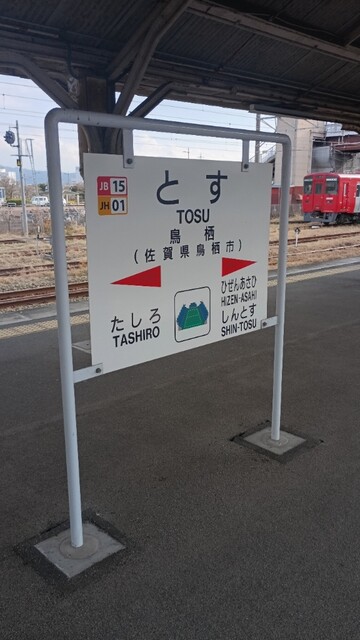 JB 15
JH 01
とす
TOSU
鳥栖
(佐賀県鳥栖市)
たしろ
TASHIRO
ひぜんあさひ
HIZEN-ASAHI
しんとす
SHIN-TOSU